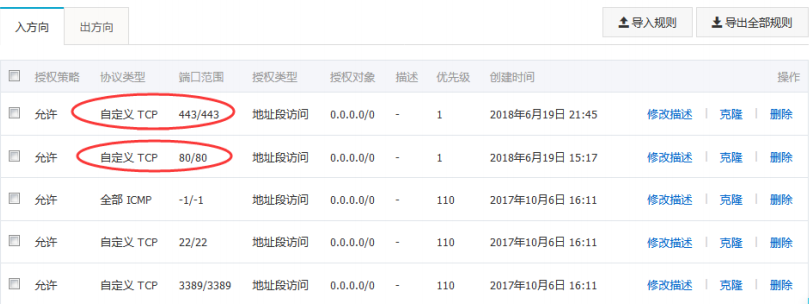 入方向 出方向 导入规则 导出全部规则
授权策略 协议类型 端口范围 授权类型 授权对象 描述 优先级 创建时间 操作
允许 自定义 TCP 443/443 地址段访问 0.0.0.0/0 - 1 2018年6月19日 21:45 修改描述 | 克隆 | 删除
允许 自定义 TCP 80/80 地址段访问 0.0.0.0/0 - 1 2018年6月19日 15:17 修改描述 | 克隆 | 删除
允许 全部 ICMP -1/-1 地址段访问 0.0.0.0/0 - 110 2017年10月6日 16:11 修改描述 | 克隆 | 删除
允许 自定义 TCP 22/22 地址段访问 0.0.0.0/0 - 110 2017年10月6日 16:11 修改描述 | 克隆 | 删除
允许 自定义 TCP 3389/3389 地址段访问 0.0.0.0/0 - 110 2017年10月6日 16:11 修改描述 | 克隆 | 删除